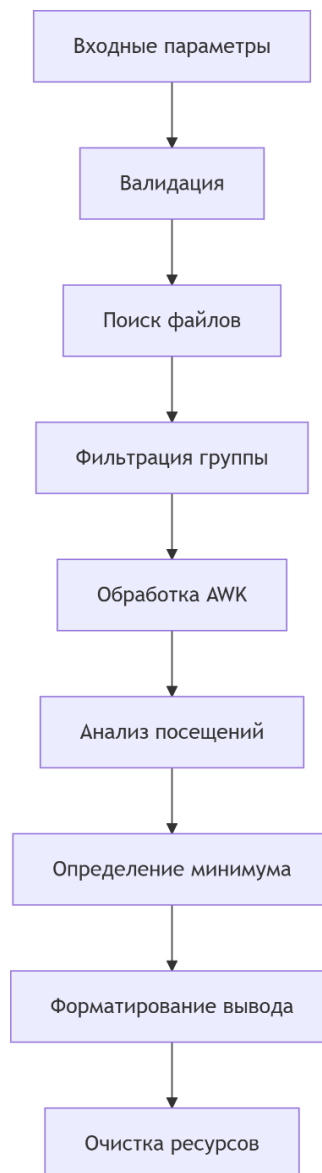 Входные параметры
Валидация
Поиск файлов
Фильтрация группы
Обработка AWK
Анализ посещений
Определение минимума
Форматирование вывода
Очистка ресурсов